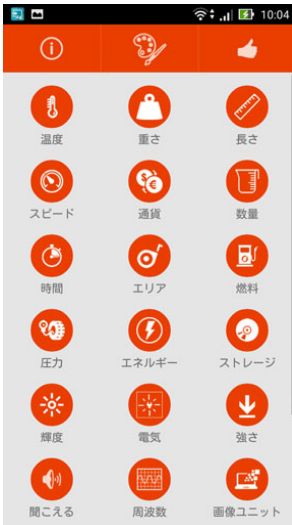 10:04
温度 重さ 長さ
スピード 通貨 数量
時間 エリア 燃料
圧力 エネルギー ストレージ
輝度 電気 強さ
聞こえる 周波数 画像ユニット